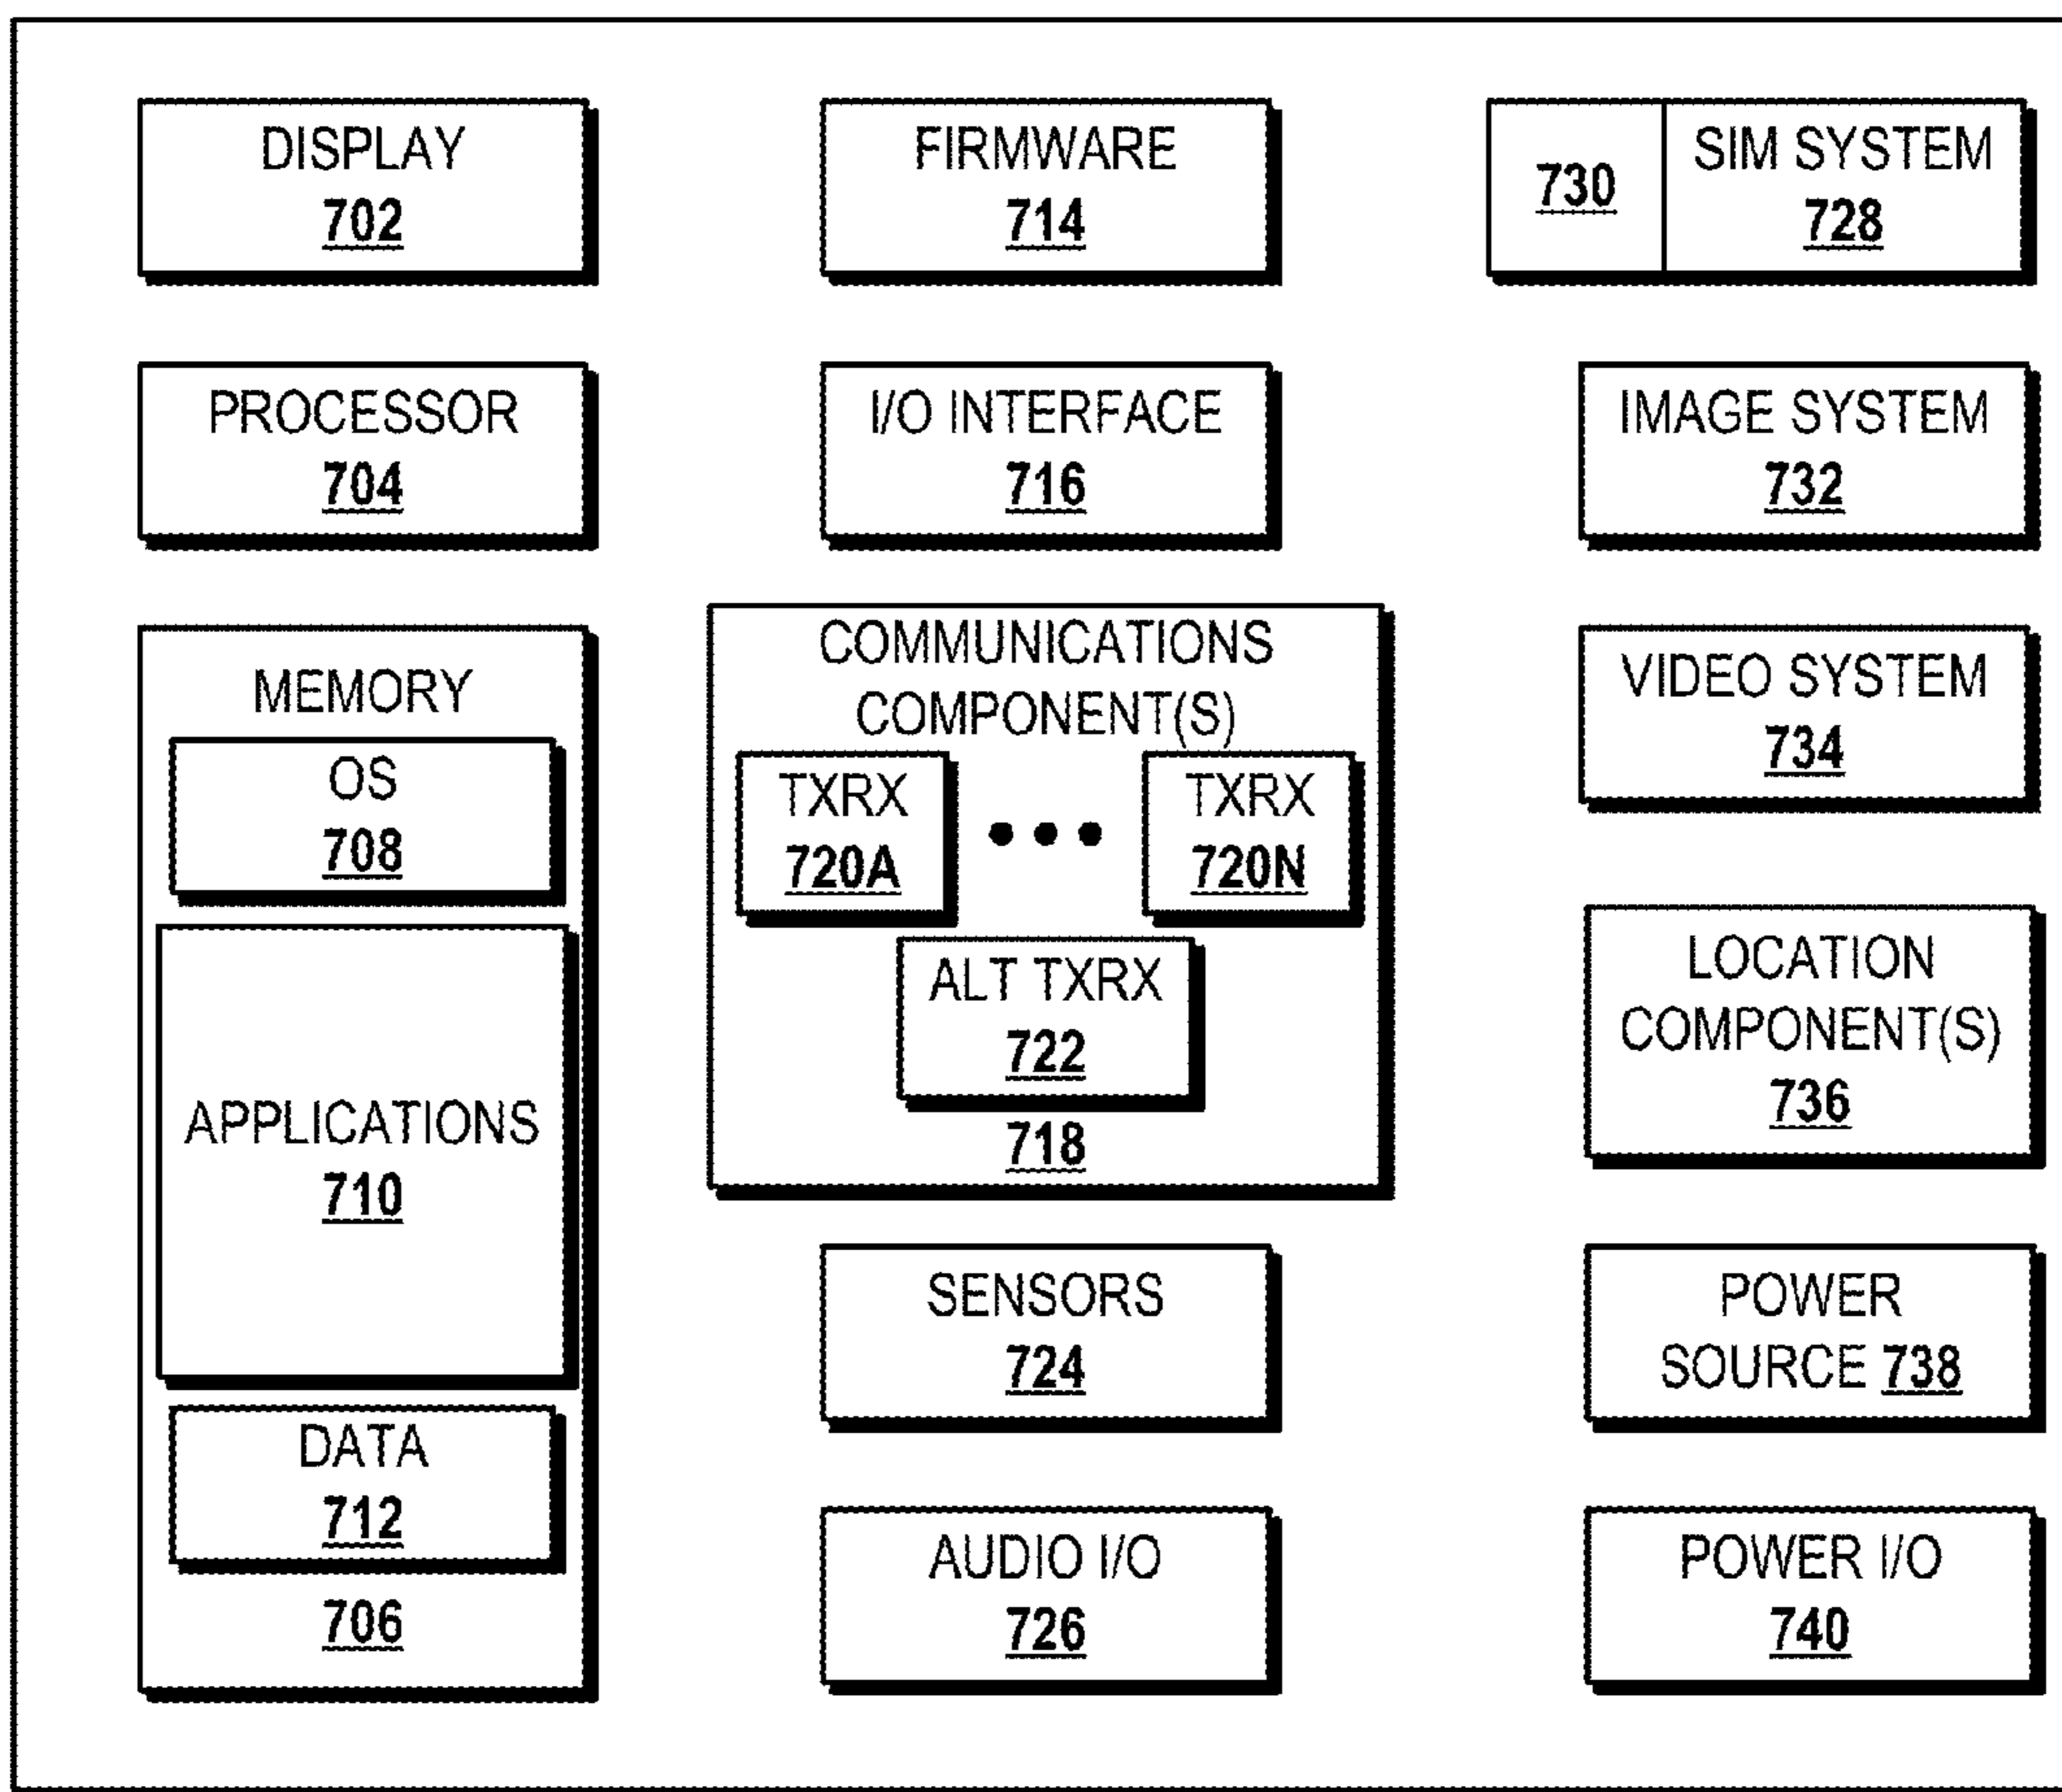 DISPLAY
702
PROCESSOR
704
MEMORY
OS
708
APPLICATIONS
710
DATA
712
706
FIRMWARE
714
I/O INTERFACE
716
COMMUNICATIONS
COMPONENT(S)
TXRX
720A
TXRX
720N
ALT TXRX
722
718
SENSORS
724
AUDIO I/O
726
730
SIM SYSTEM
728
IMAGE SYSTEM
732
VIDEO SYSTEM
734
LOCATION
COMPONENT(S)
736
POWER
SOURCE 738
POWER I/O
740